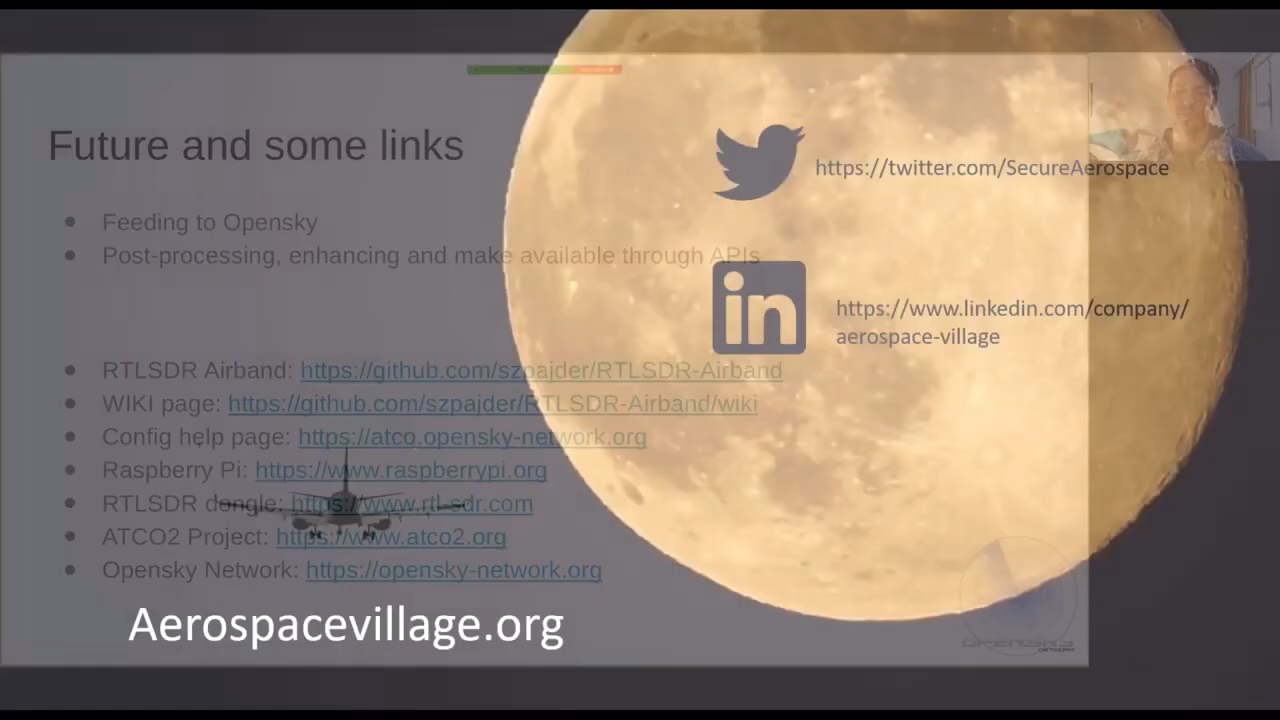 Future and some links
Feeding to Opensky
Post-processing, enhancing and make available through APIs
RTLSDR Airband: https://github.com/szpajder/RTLSDR-Airband
WIKI page: https://github.com/szpajder/RTLSDR-Airband/wiki
Config help page: https://atco.opensky-network.org
Raspberry Pi: https://www.raspberrypi.org
RTLSDR dongle: https://www.rtl-sdr.com
ATCO2 Project: https://www.atco2.org
Opensky Network: https://opensky-network.org
https://twitter.com/SecureAerospace
in
https://www.linkedin.com/company/
aerospace-village
Aerospacevillage.org
OPENSKY
NETWORK